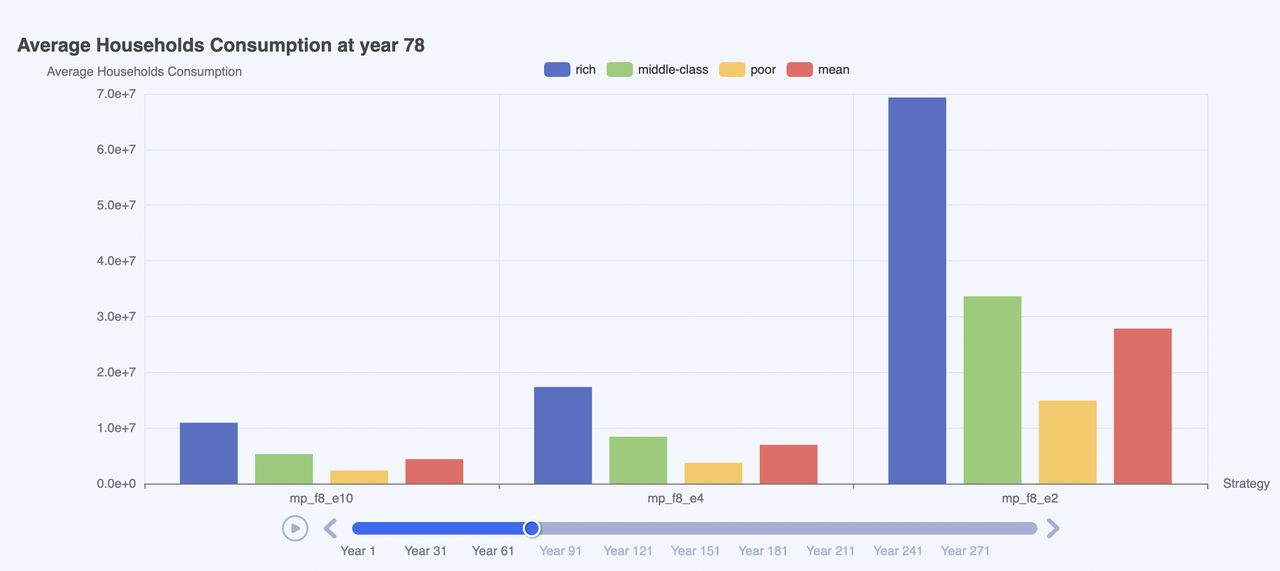 Average Households Consumption at year 78
Average Households Consumption
rich middle-class poor mean
7.0e+7
6.0e+7
5.0e+7
4.0e+7
3.0e+7
2.0e+7
1.0e+7
0.0e+0
mp_f8_e10 mp_f8_e4 mp_f8_e2
Strategy
Year 1 Year 31 Year 61 Year 91 Year 121 Year 151 Year 181 Year 211 Year 241 Year 271